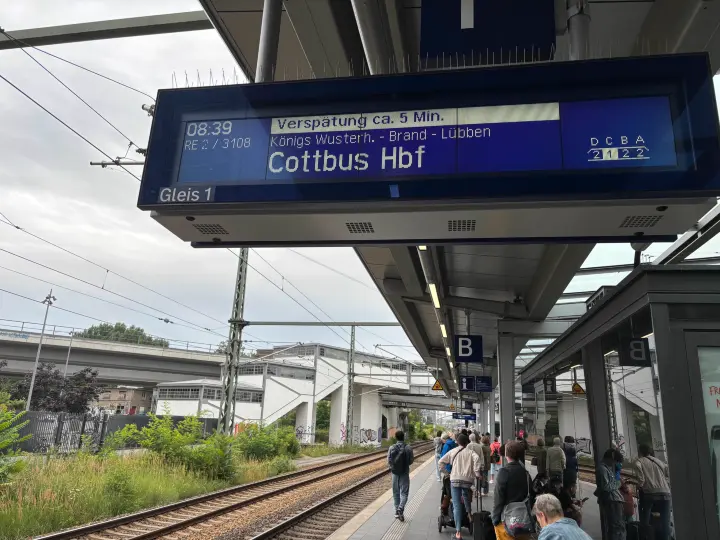 08:39
Verspätung ca. 5 Min.
RE 2 / 3108
Königs Wusterh. - Brand - Lübben
Cottbus Hbf
D C B A
2 1 2 2
Gleis 1
B
i
B